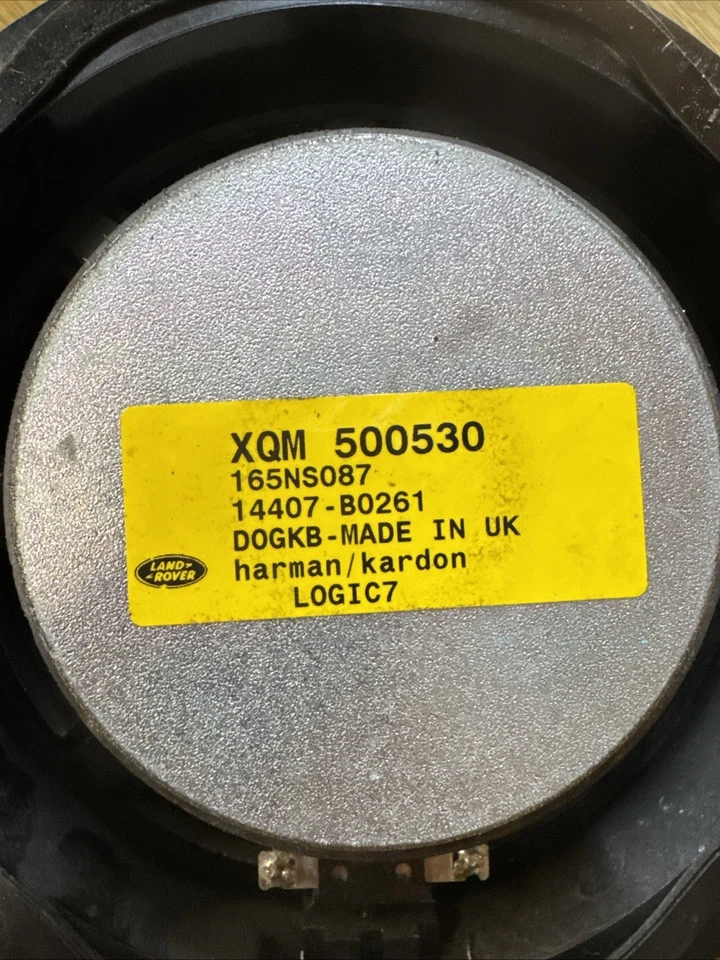 XQM 500530
165NS087
14407-B0261
DOGKB-MADE IN UK
harman/kardon
LOGIC7
LAND
ROVER